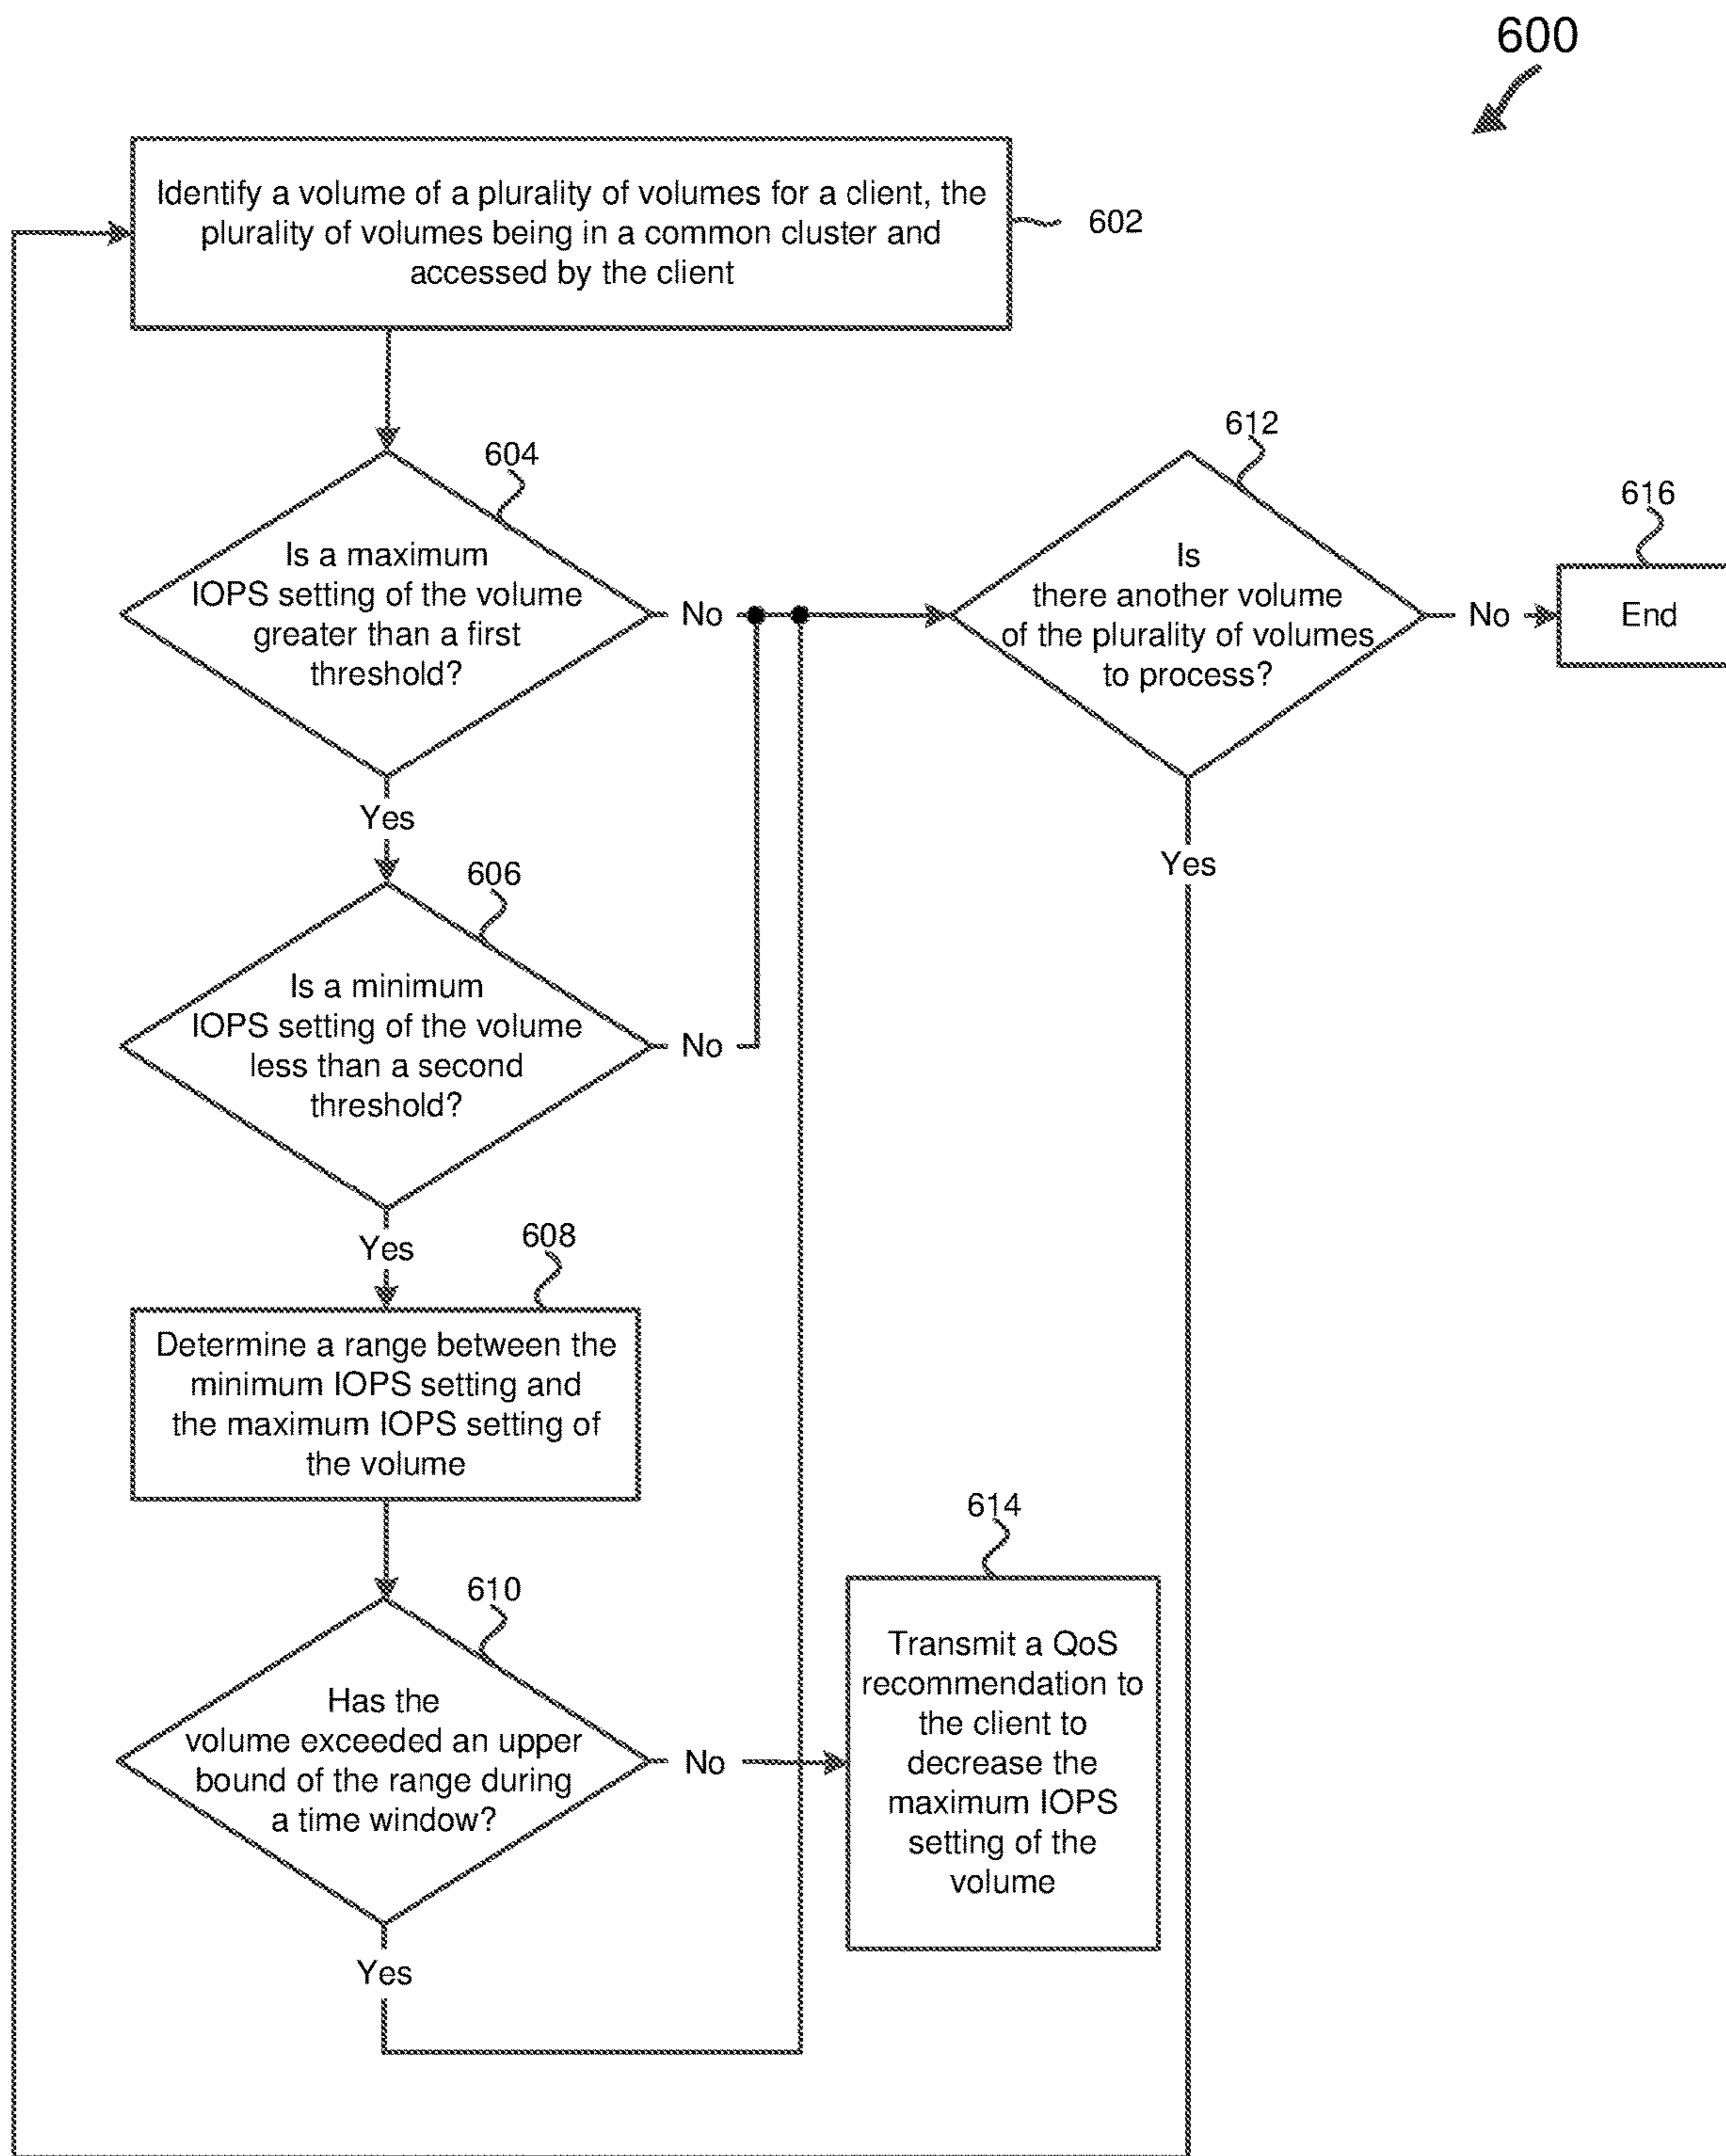 600
Identify a volume of a plurality of volumes for a client, the
plurality of volumes being in a common cluster and
accessed by the client
602
604
Is a maximum
IOPS setting of the volume
greater than a first
threshold?
No
Yes
612
Is
there another volume
of the plurality of volumes
to process?
No
Yes
616
End
606
Is a minimum
IOPS setting of the volume
less than a second
threshold?
No
Yes
608
Determine a range between the
minimum IOPS setting and
the maximum IOPS setting of
the volume
610
Has the
volume exceeded an upper
bound of the range during
a time window?
No
Yes
614
Transmit a QoS
recommendation to
the client to
decrease the
maximum IOPS
setting of the
volume